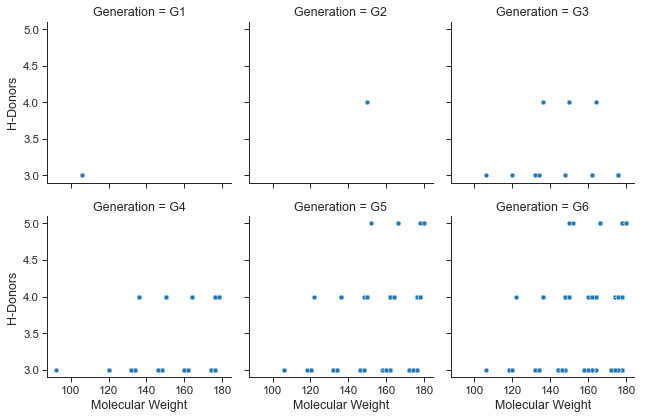 Generation = G1
Generation = G2
Generation = G3
5.0
4.5
4.0
3.5
3.0
H-Donors
Generation = G4
Generation = G5
Generation = G6
5.0
4.5
4.0
3.5
3.0
H-Donors
100 120 140 160 180
100 120 140 160 180
100 120 140 160 180
Molecular Weight
Molecular Weight
Molecular Weight